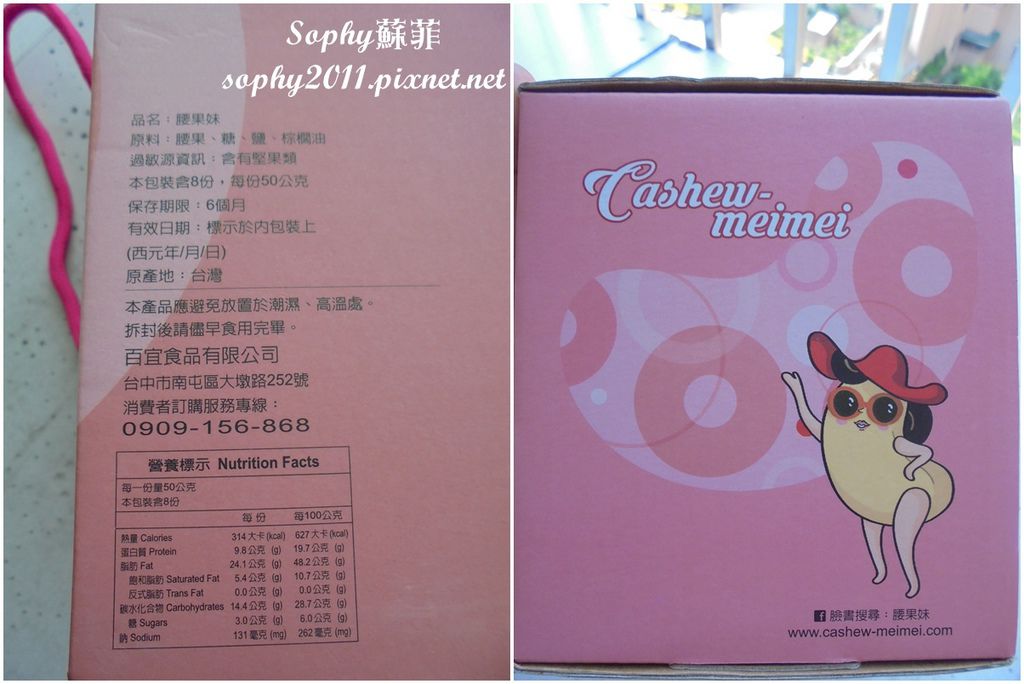 Sophy蘇菲
sophy2011.pixnet.net
品名：腰果妹
原料：腰果、糖、鹽、棕櫚油
過敏源資訊：含有堅果類
本包裝含8份，每份50公克
保存期限：6個月
有效日期：標示於內包裝上
(西元年/月/日)
原產地：台灣
本產品應避免放置於潮濕、高溫處。
拆封後請儘早食用完畢。
百宜食品有限公司
台中市南屯區大墩路252號
消費者訂購服務專線：
0909-156-868
營養標示 Nutrition Facts
每一份量50公克
本包裝含8份
每 份 每100公克
熱量 Calories 314 大卡(kcal) 627 大卡(kcal)
蛋白質 Protein 9.8 公克 (g) 19.7 公克 (g)
脂肪 Fat 24.1 公克 (g) 48.2 公克 (g)
飽和脂肪 Saturated Fat 5.4 公克 (g) 10.7 公克 (g)
反式脂肪 Trans Fat 0.0 公克 (g) 0.0 公克 (g)
碳水化合物 Carbohydrates 14.4 公克 (g) 28.7 公克 (g)
糖 Sugars 3.0 公克 (g) 6.0 公克 (g)
鈉 Sodium 131 毫克 (mg) 262 毫克 (mg)
Cashew-
meimei
臉書搜尋：腰果妹
www.cashew-meimei.com